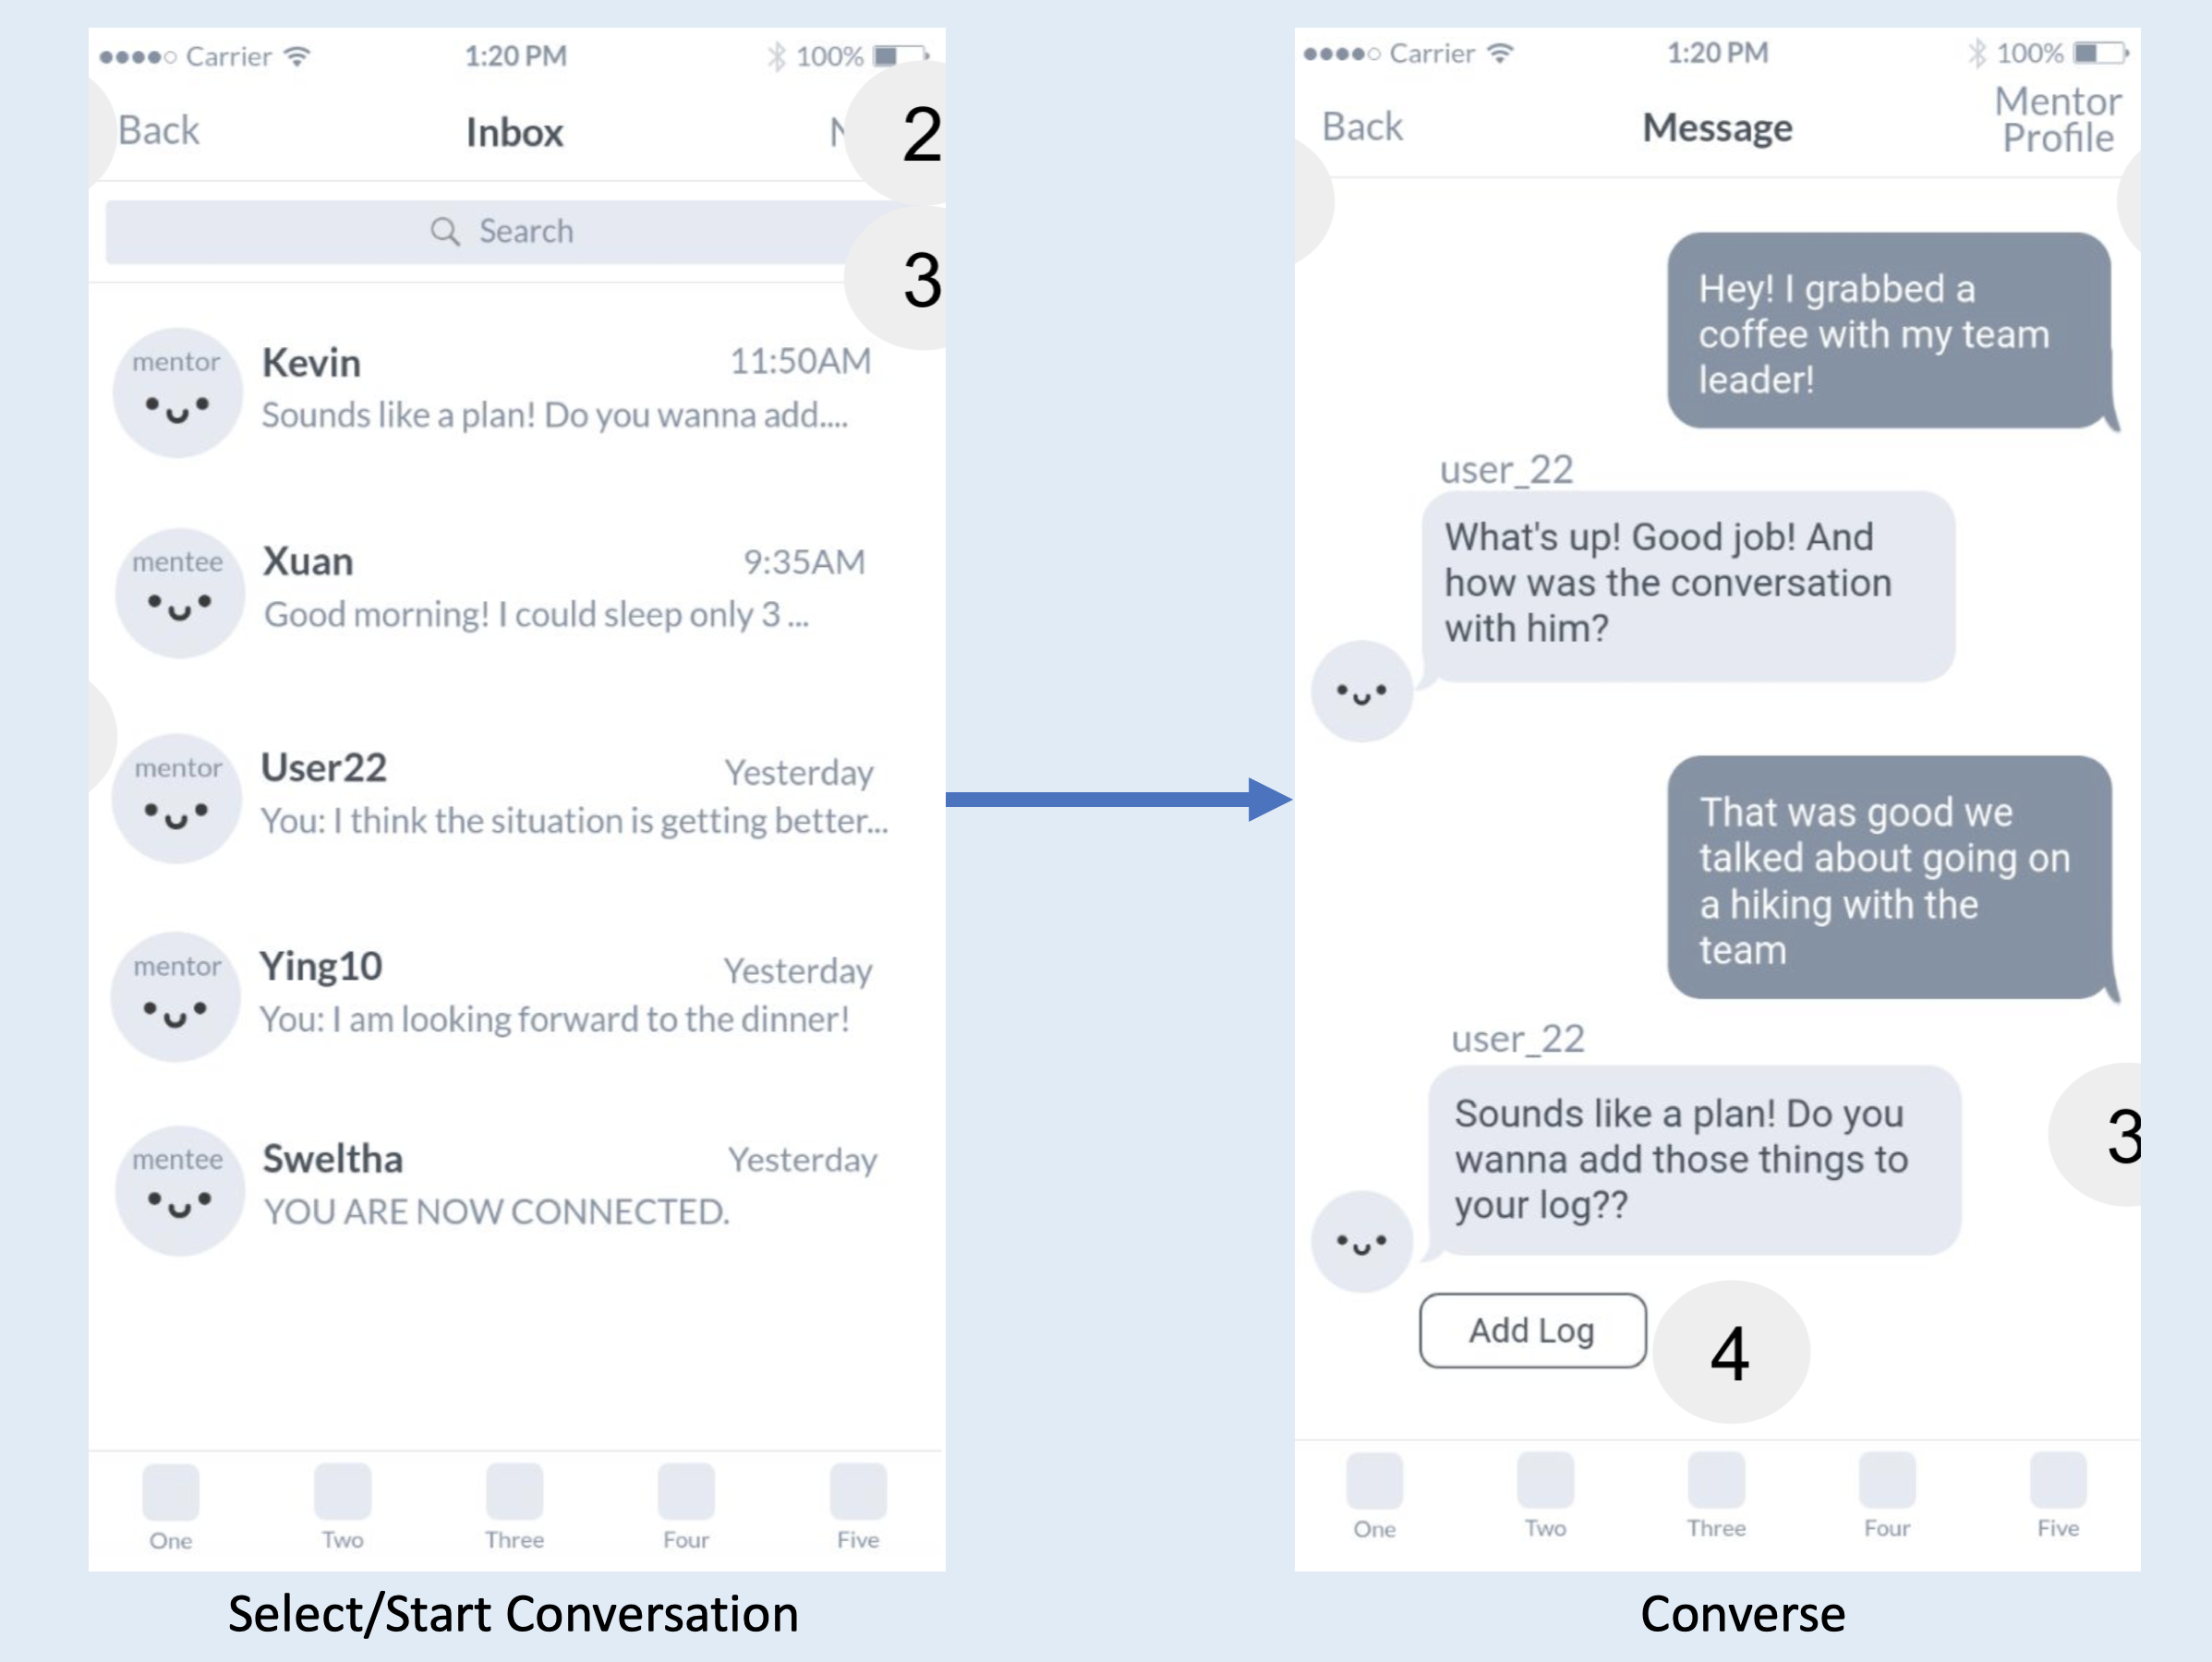 Carrier 1:20 PM 100%
Back Inbox 2
Search
3
mentor Kevin 11:50AM
Sounds like a plan! Do you wanna add....
mentee Xuan 9:35AM
Good morning! I could sleep only 3 ...
mentor User22 Yesterday
You: I think the situation is getting better...
mentor Ying10 Yesterday
You: I am looking forward to the dinner!
mentee Sweltha Yesterday
YOU ARE NOW CONNECTED.
One Two Three Four Five
Select/Start Conversation
Carrier 1:20 PM 100%
Back Message Mentor
Profile
Hey! I grabbed a
coffee with my team
leader!
user_22
What's up! Good job! And
how was the conversation
with him?
That was good we
talked about going on
a hiking with the
team
user_22
Sounds like a plan! Do you
wanna add those things to
your log??
3
Add Log
4
One Two Three Four Five
Converse